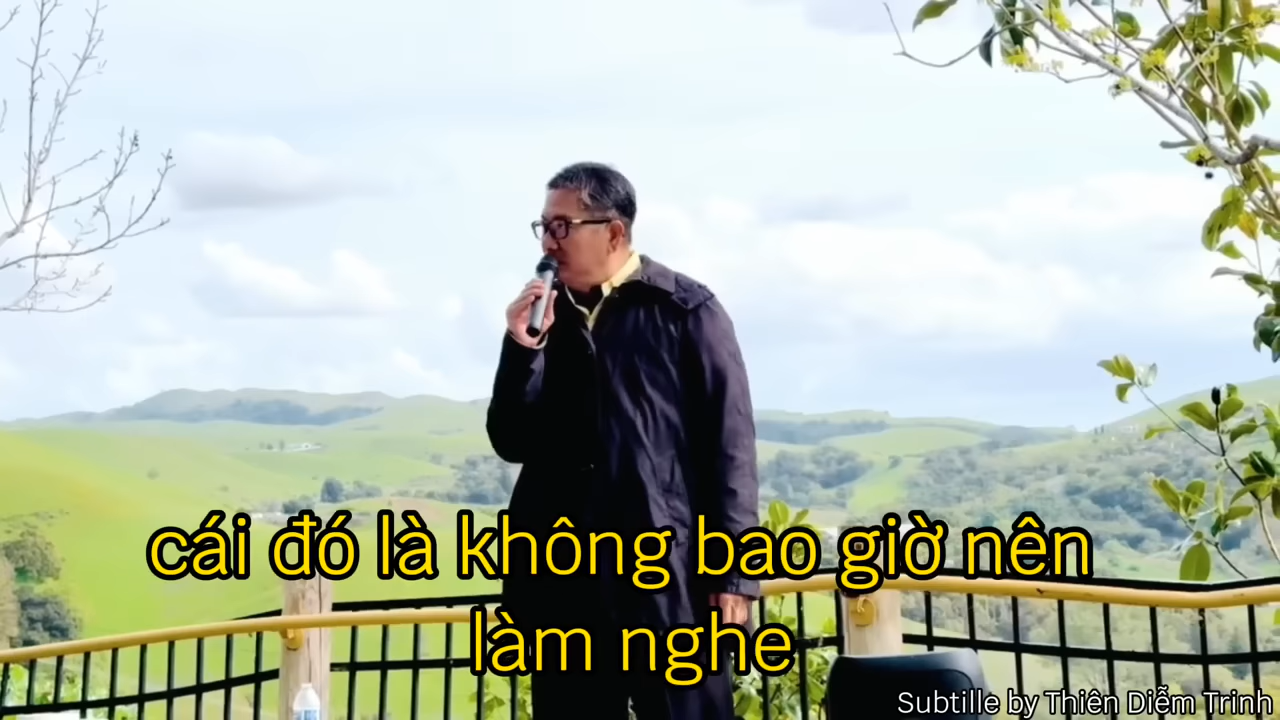 cái đó là không bao giờ nên
làm nghe
Subtille by Thiên Diễm Trinh